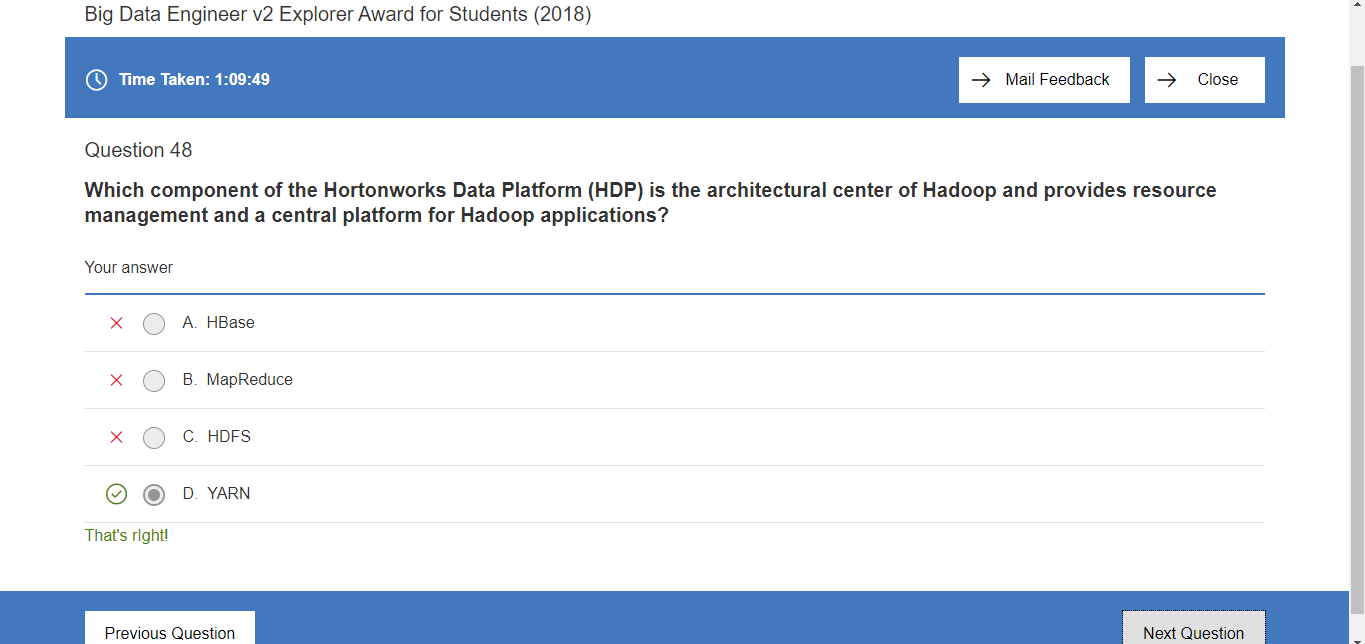 Big Data Engineer v2 Explorer Award for Students (2018)
Time Taken: 1:09:49
Mail Feedback
Close
Question 48
Which component of the Hortonworks Data Platform (HDP) is the architectural center of Hadoop and provides resource
management and a central platform for Hadoop applications?
Your answer
A. HBase
B. MapReduce
C. HDFS
D. YARN
That's right!
Previous Question
Next Question